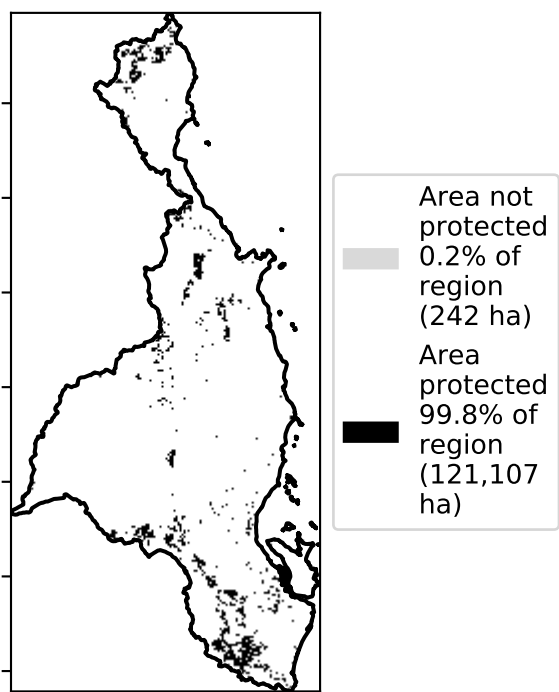 Area not
protected
0.2% of
region
(242 ha)
Area
protected
99.8% of
region
(121,107
ha)